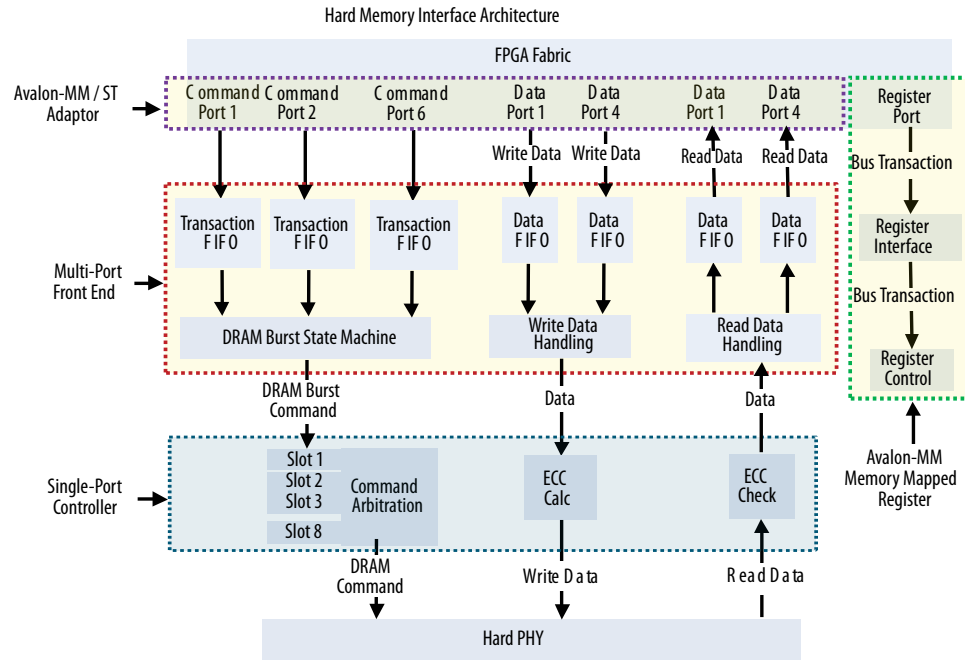 Hard Memory Interface Architecture
FPGA Fabric
Avalon-MM / ST
Adaptor
Command
Port 1
Command
Port 2
Command
Port 6
Data
Port 1
Data
Port 4
Data
Port 1
Data
Port 4
Register
Port
Write Data
Write Data
Read Data
Read Data
Bus Transaction
Multi-Port
Front End
Transaction
FIFO
Transaction
FIFO
Transaction
FIFO
Data
FIFO
Data
FIFO
Data
FIFO
Data
FIFO
Register
Interface
Bus Transaction
DRAM Burst State Machine
Write Data
Handling
Read Data
Handling
Register
Control
DRAM Burst
Command
Data
Data
Avalon-MM
Memory Mapped
Register
Single-Port
Controller
Slot 1
Slot 2
Slot 3
Slot 8
Command
Arbitration
ECC
Calc
ECC
Check
DRAM
Command
Write Data
Read Data
Hard PHY